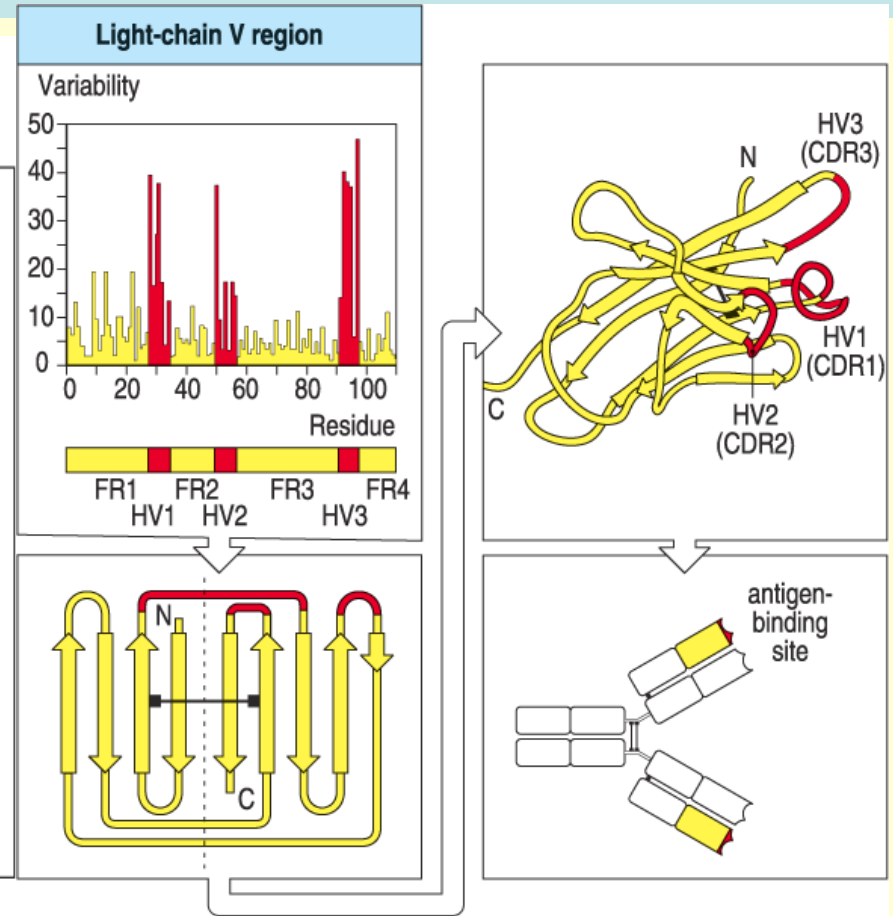 Light-chain V region
Variability
50
40
30
20
10
0
0 20 40 60 80 100
Residue
FR1 FR2 FR3 FR4
HV1 HV2 HV3
N
C
N
HV3
(CDR3)
HV1
(CDR1)
C
HV2
(CDR2)
antigen-
binding
site